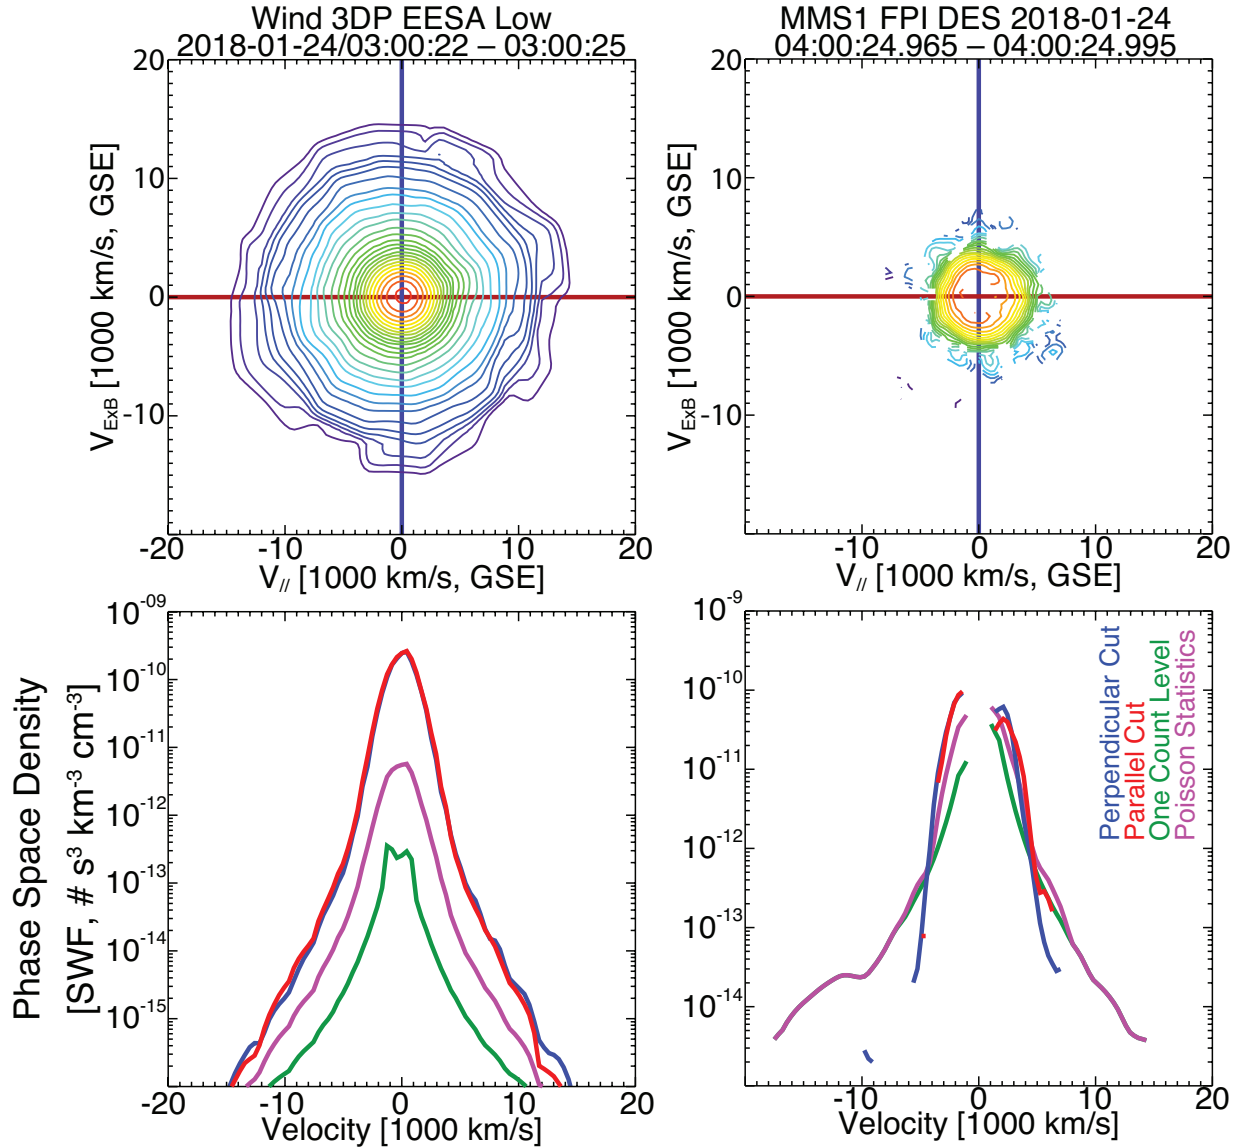 Wind 3DP EESA Low
2018-01-24/03:00:22 – 03:00:25
20
10
0
-10
V_ExB [1000 km/s, GSE]
-20
-10
0
10
20
V_// [1000 km/s, GSE]
MMS1 FPI DES 2018-01-24
04:00:24.965 – 04:00:24.995
20
10
0
-10
V_ExB [1000 km/s, GSE]
-10
0
10
20
V_// [1000 km/s, GSE]
Phase Space Density
[SWF, # s³ km⁻³ cm⁻³]
10⁻⁰⁹
10⁻¹⁰
10⁻¹¹
10⁻¹²
10⁻¹³
10⁻¹⁴
10⁻¹⁵
-20
-10
0
10
20
Velocity [1000 km/s]
10⁻⁹
10⁻¹⁰
10⁻¹¹
10⁻¹²
10⁻¹³
10⁻¹⁴
Perpendicular Cut
Parallel Cut
One Count Level
Poisson Statistics
-10
0
10
20
Velocity [1000 km/s]